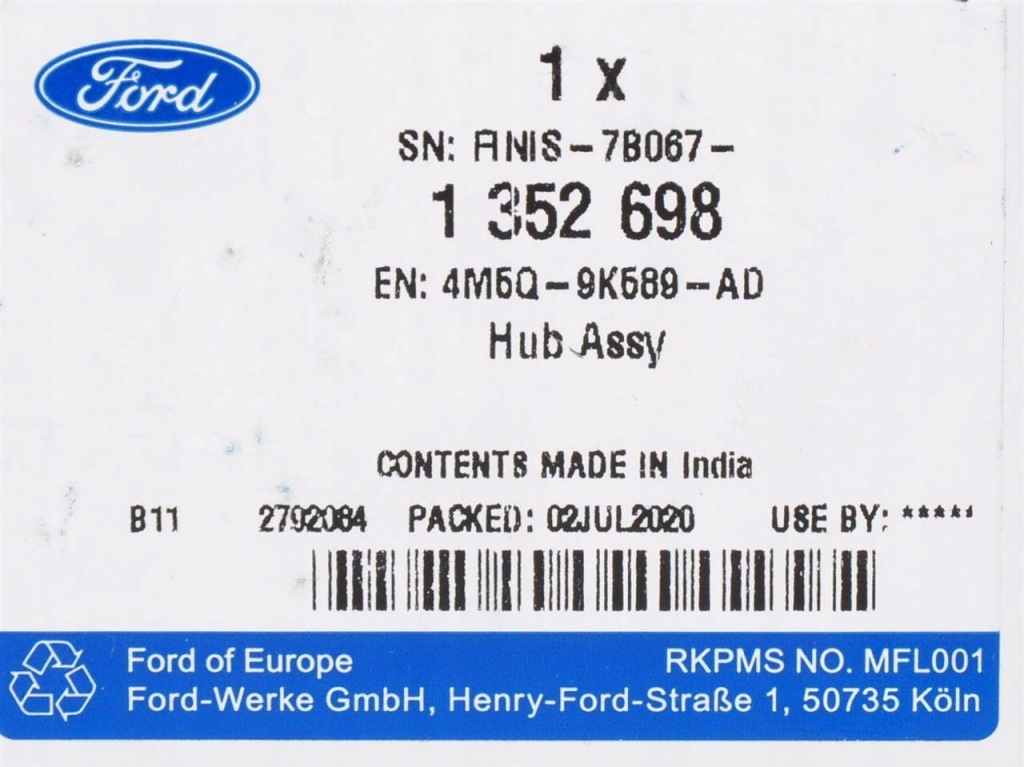 Ford
1 x
SN: FINIS-7B067-
1 352 698
EN: 4M5Q-9K589-AD
Hub Assy
CONTENTS MADE IN India
B11 2792084 PACKED: 02JUL2020 USE BY: *****
Ford of Europe RKPMS NO. MFL001
Ford-Werke GmbH, Henry-Ford-Straße 1, 50735 Köln